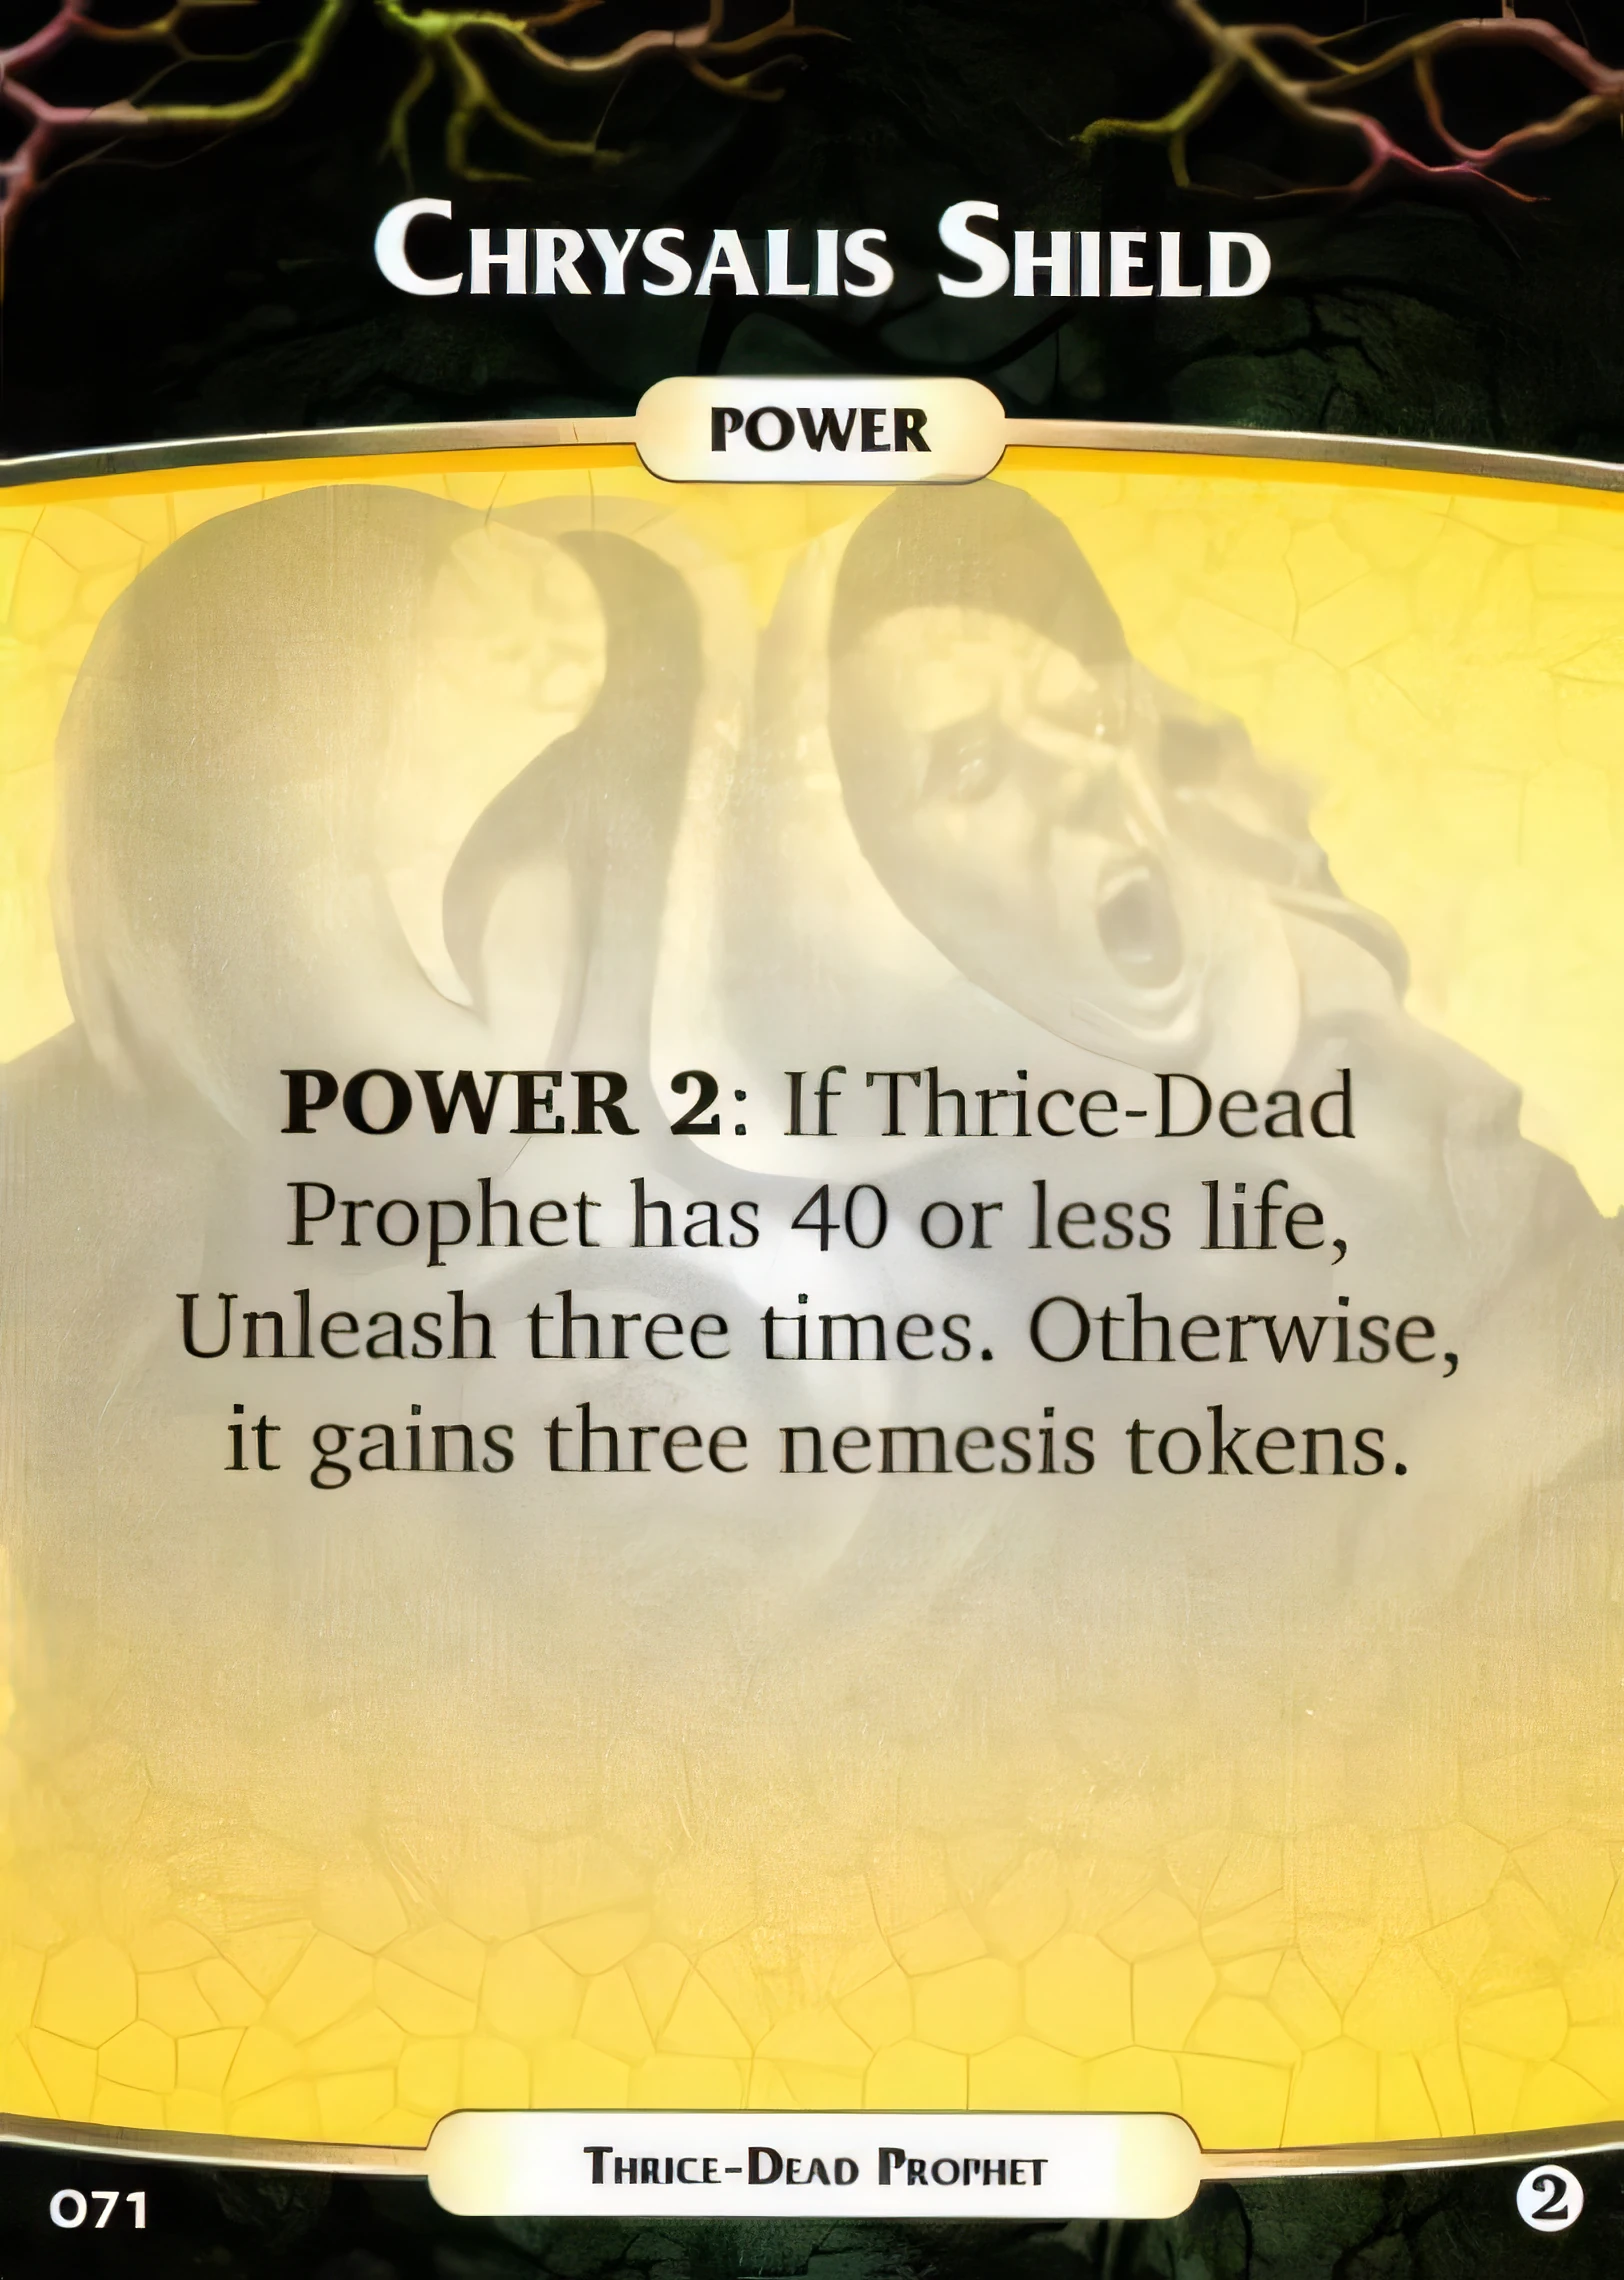 Chrysalis Shield
POWER
POWER 2: If Thrice-Dead
Prophet has 40 or less life,
Unleash three times. Otherwise,
it gains three nemesis tokens.
Thrice-Dead Prophet
071
2